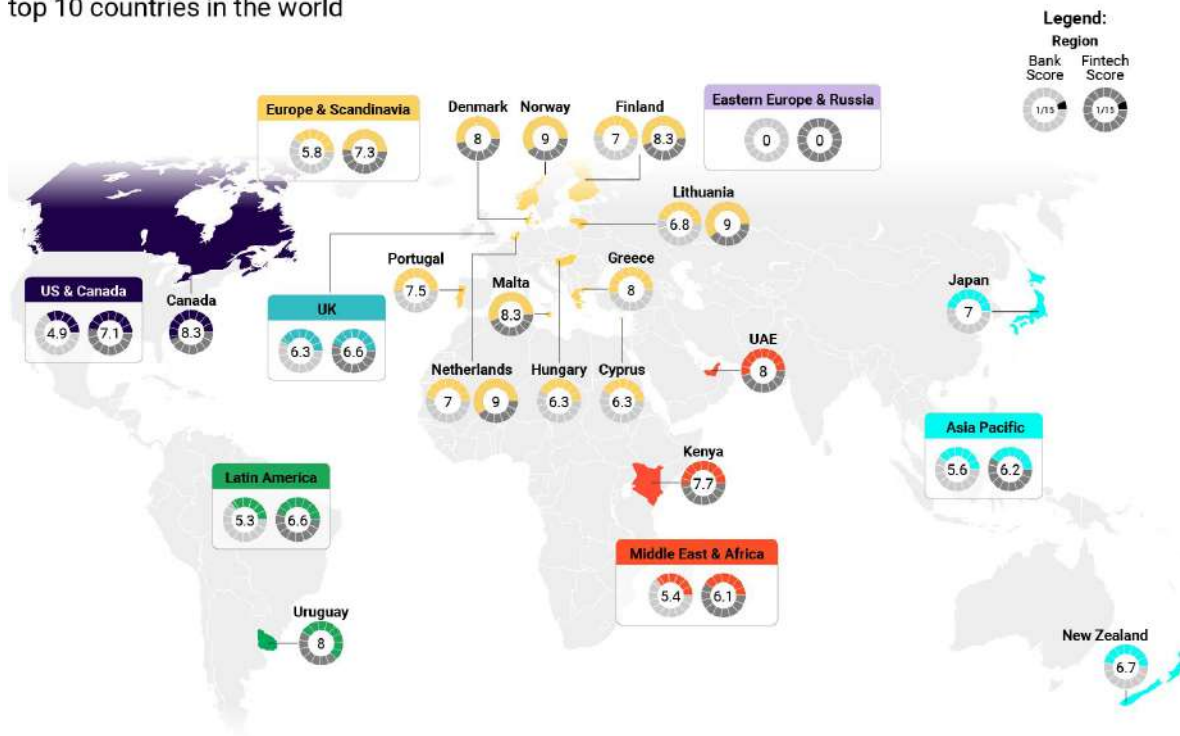 top 10 countries in the world
Legend:
Region
Bank Score
Fintech Score
1/15
1/15
Europe & Scandinavia
5.8
7.3
Denmark
8
Norway
9
Finland
7
8.3
Eastern Europe & Russia
0
0
Lithuania
6.8
9
Portugal
7.5
Malta
8.3
Greece
8
Japan
7
US & Canada
4.9
7.1
Canada
8.3
UK
6.3
6.6
UAE
8
Netherlands
7
9
Hungary
6.3
Cyprus
6.3
Asia Pacific
5.6
6.2
Kenya
7.7
Latin America
5.3
6.6
Middle East & Africa
5.4
6.1
Uruguay
8
New Zealand
6.7